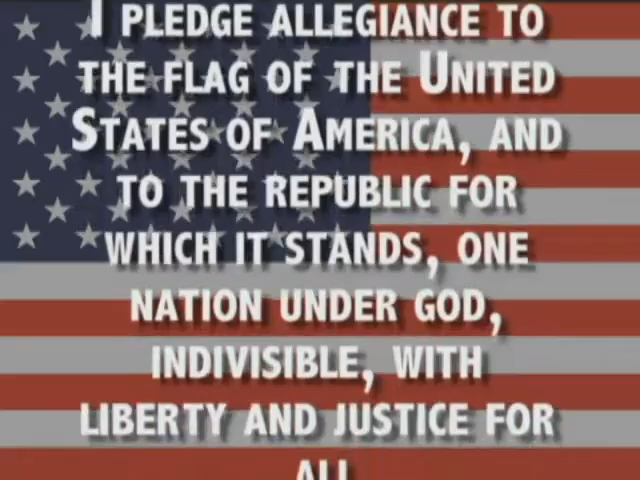 I PLEDGE ALLEGIANCE TO
THE FLAG OF THE UNITED
STATES OF AMERICA, AND
TO THE REPUBLIC FOR
WHICH IT STANDS, ONE
NATION UNDER GOD,
INDIVISIBLE, WITH
LIBERTY AND JUSTICE FOR
ALL